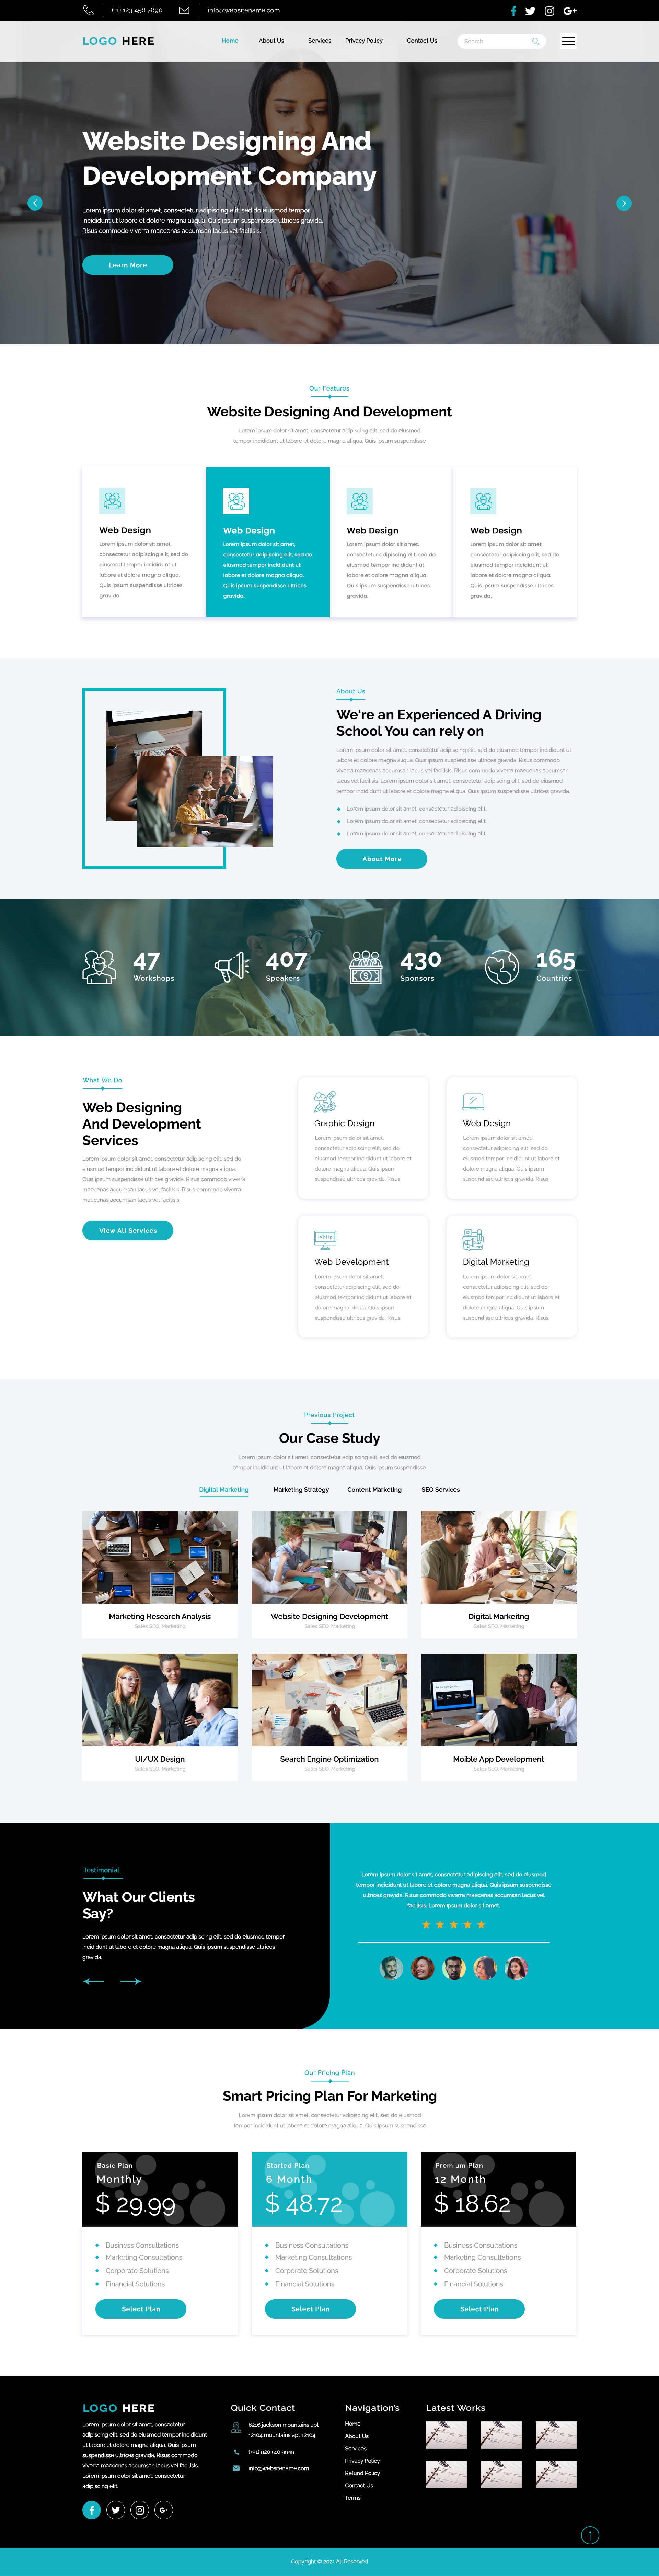 (+1) 123 456 7890
info@websitename.com
LOGO HERE
Home
About Us
Services
Privacy Policy
Contact Us
Search
Website Designing And
Development Company
Lorem ipsum dolor sit amet, consectetur adipiscing elit, sed do eiusmod tempor
incididunt ut labore et dolore magna aliqua. Quis ipsum suspendisse ultrices gravida.
Risus commodo viverra maecenas accumsan lacus vel facilisis.
Learn More
Our Features
Website Designing And Development
Lorem ipsum dolor sit amet, consectetur adipiscing elit, sed do eiusmod
tempor incididunt ut labore et dolore magna aliqua. Quis ipsum suspendisse
Web Design
Lorem ipsum dolor sit amet,
consectetur adipiscing elit, sed do
eiusmod tempor incididunt ut
labore et dolore magna aliqua.
Quis ipsum suspendisse ultrices
gravida.
Web Design
Lorem ipsum dolor sit amet,
consectetur adipiscing elit, sed do
eiusmod tempor incididunt ut
labore et dolore magna aliqua.
Quis ipsum suspendisse ultrices
gravida.
Web Design
Lorem ipsum dolor sit amet,
consectetur adipiscing elit, sed do
eiusmod tempor incididunt ut
labore et dolore magna aliqua.
Quis ipsum suspendisse ultrices
gravida.
Web Design
Lorem ipsum dolor sit amet,
consectetur adipiscing elit, sed do
eiusmod tempor incididunt ut
labore et dolore magna aliqua.
Quis ipsum suspendisse ultrices
gravida.
About Us
We're an Experienced A Driving
School You can rely on
Lorem ipsum dolor sit amet, consectetur adipiscing elit, sed do eiusmod tempor incididunt ut
labore et dolore magna aliqua. Quis ipsum suspendisse ultrices gravida. Risus commodo
viverra maecenas accumsan lacus vel facilisis. Risus commodo viverra maecenas accumsan
lacus vel facilisis. Lorem ipsum dolor sit amet, consectetur adipiscing elit, sed do eiusmod
tempor incididunt ut labore et dolore magna aliqua. Quis ipsum suspendisse ultrices gravida.
Lorem ipsum dolor sit amet, consectetur adipiscing elit.
Lorem ipsum dolor sit amet, consectetur adipiscing elit.
Lorem ipsum dolor sit amet, consectetur adipiscing elit.
About More
47
Workshops
407
Speakers
430
Sponsors
165
Countries
What We Do
Web Designing
And Development
Services
Lorem ipsum dolor sit amet, consectetur adipiscing elit, sed do
eiusmod tempor incididunt ut labore et dolore magna aliqua.
Quis ipsum suspendisse ultrices gravida. Risus commodo viverra
maecenas accumsan lacus vel facilisis. Risus commodo viverra
maecenas accumsan lacus vel facilisis.
View All Services
Graphic Design
Lorem ipsum dolor sit amet,
consectetur adipiscing elit, sed do
eiusmod tempor incididunt ut labore et
dolore magna aliqua. Quis ipsum
suspendisse ultrices gravida. Risus
Web Design
Lorem ipsum dolor sit amet,
consectetur adipiscing elit, sed do
eiusmod tempor incididunt ut labore et
dolore magna aliqua. Quis ipsum
suspendisse ultrices gravida. Risus
Web Development
Lorem ipsum dolor sit amet,
consectetur adipiscing elit, sed do
eiusmod tempor incididunt ut labore et
dolore magna aliqua. Quis ipsum
suspendisse ultrices gravida. Risus
Digital Marketing
Lorem ipsum dolor sit amet,
consectetur adipiscing elit, sed do
eiusmod tempor incididunt ut labore et
dolore magna aliqua. Quis ipsum
suspendisse ultrices gravida. Risus
Previous Project
Our Case Study
Lorem ipsum dolor sit amet, consectetur adipiscing elit, sed do eiusmod
tempor incididunt ut labore et dolore magna aliqua. Quis ipsum suspendisse
Digital Marketing
Marketing Strategy
Content Marketing
SEO Services
Marketing Research Analysis
Sales SEO, Marketing
Website Designing Development
Sales SEO, Marketing
Digital Markeitng
Sales SEO, Marketing
UI/UX Design
Sales SEO, Marketing
Search Engine Optimization
Sales SEO, Marketing
Moible App Development
Sales SEO, Marketing
Testimonial
What Our Clients
Say?
Lorem ipsum dolor sit amet, consectetur adipiscing elit, sed do eiusmod tempor
incididunt ut labore et dolore magna aliqua. Quis ipsum suspendisse ultrices
gravida.
Lorem ipsum dolor sit amet, consectetur adipiscing elit, sed do eiusmod
tempor incididunt ut labore et dolore magna aliqua. Quis ipsum suspendisse
ultrices gravida. Risus commodo viverra maecenas accumsan lacus vel
facilisis. Lorem ipsum dolor sit amet.
Our Pricing Plan
Smart Pricing Plan For Marketing
Lorem ipsum dolor sit amet, consectetur adipiscing elit, sed do eiusmod
tempor incididunt ut labore et dolore magna aliqua. Quis ipsum suspendisse
Basic Plan
Monthly
$ 29.99
Business Consultations
Marketing Consultations
Corporate Solutions
Financial Solutions
Select Plan
Started Plan
6 Month
$ 48.72
Business Consultations
Marketing Consultations
Corporate Solutions
Financial Solutions
Select Plan
Premium Plan
12 Month
$ 18.62
Business Consultations
Marketing Consultations
Corporate Solutions
Financial Solutions
Select Plan
LOGO HERE
Lorem ipsum dolor sit amet, consectetur
adipiscing elit, sed do eiusmod tempor incididunt
ut labore et dolore magna aliqua. Quis ipsum
suspendisse ultrices gravida. Risus commodo
viverra maecenas accumsan lacus vel facilisis.
Lorem ipsum dolor sit amet, consectetur
adipiscing elit.
Quick Contact
6216 jackson mountains apt
12104 mountains apt 12104
(+91) 920 510 9949
info@websitename.com
Navigation's
Home
About Us
Services
Privacy Policy
Refund Policy
Contact Us
Terms
Latest Works
Copyright © 2021 All Reserved